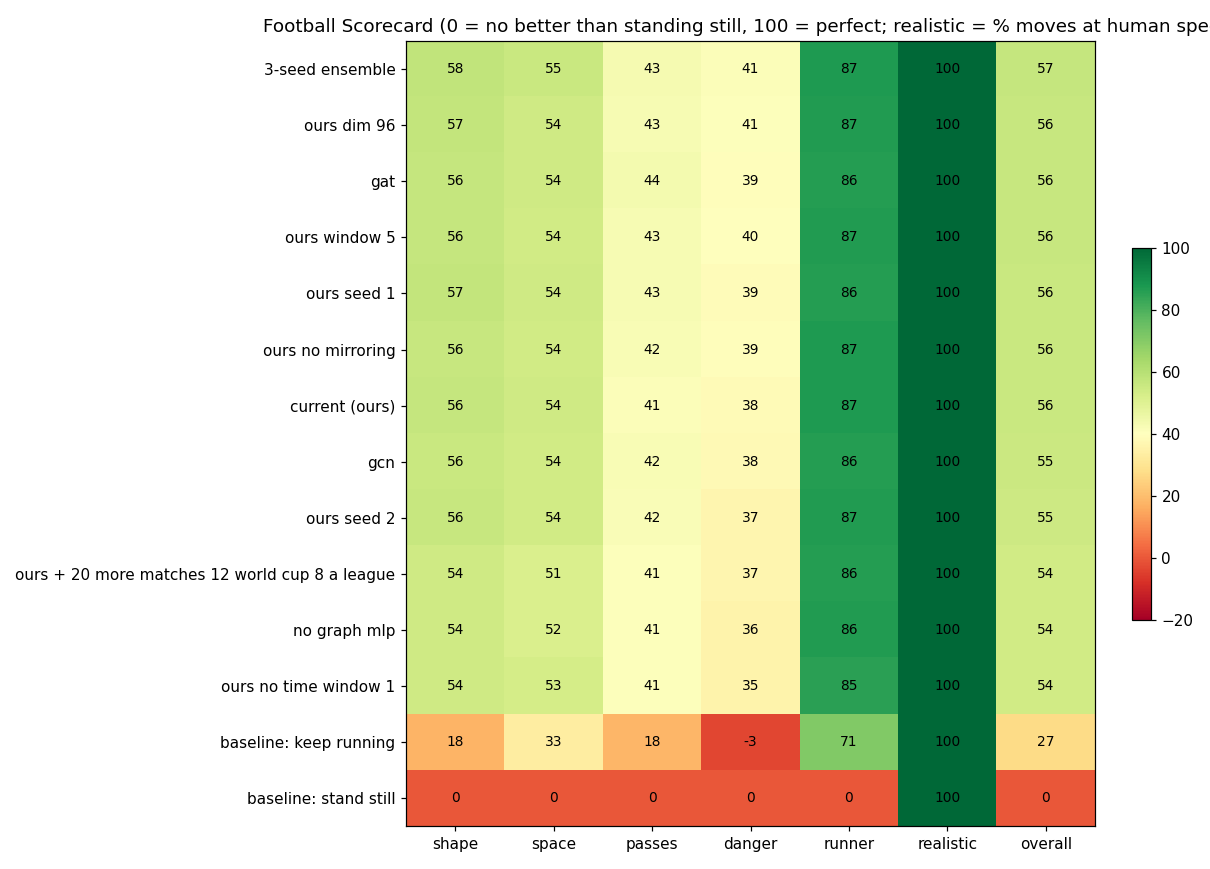 Football Scorecard (0 = no better than standing still, 100 = perfect; realistic = % moves at human spe
3-seed ensemble 58 55 43 41 87 100 57
ours dim 96 57 54 43 41 87 100 56
gat 56 54 44 39 86 100 56
ours window 5 56 54 43 40 87 100 56
ours seed 1 57 54 43 39 86 100 56
ours no mirroring 56 54 42 39 87 100 56
current (ours) 56 54 41 38 87 100 56
gcn 56 54 42 38 86 100 55
ours seed 2 56 54 42 37 87 100 55
ours + 20 more matches 12 world cup 8 a league 54 51 41 37 86 100 54
no graph mlp 54 52 41 36 86 100 54
ours no time window 1 54 53 41 35 85 100 54
baseline: keep running 18 33 18 -3 71 100 27
baseline: stand still 0 0 0 0 0 100 0
shape space passes danger runner realistic overall
100
80
60
40
20
0
−20